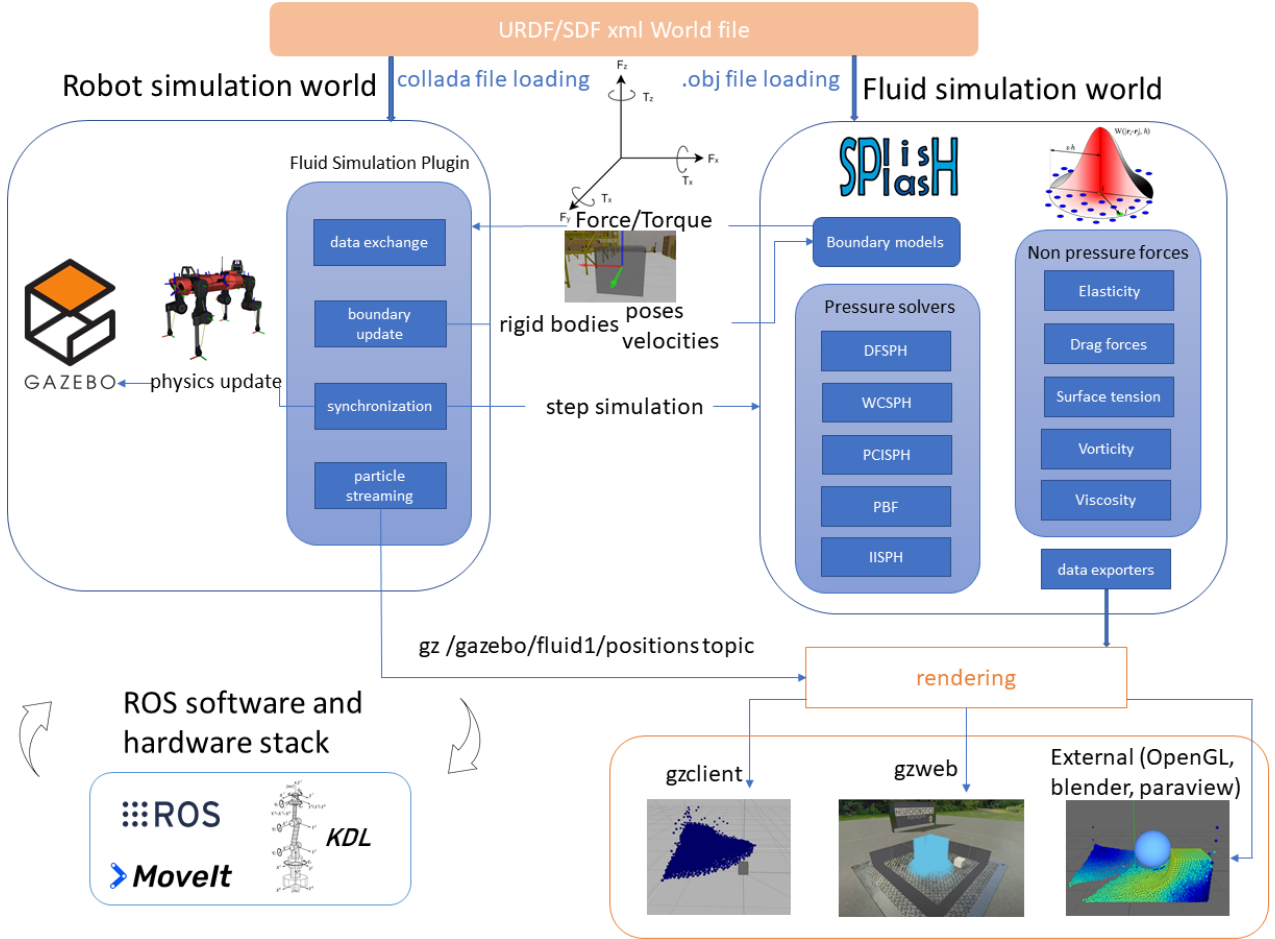 URDF/SDF xml World file
Robot simulation world
collada file loading
.obj file loading
Fluid simulation world
Fz
Tz
Fx
Tx
Tx
Fy
Fluid Simulation Plugin
data exchange
boundary
update
synchronization
particle
streaming
GAZEBO
physics update
Force/Torque
rigid bodies
poses
velocities
step simulation
SPlisH
PlasH
W(|ri-rj|, h)
s·h
Boundary models
Pressure solvers
DFSPH
WCSPH
PCISPH
PBF
IISPH
Non pressure forces
Elasticity
Drag forces
Surface tension
Vorticity
Viscosity
data exporters
gz /gazebo/fluid1/positions topic
rendering
ROS software and
hardware stack
ROS
KDL
MoveIt
gzclient
gzweb
External (OpenGL,
blender, paraview)